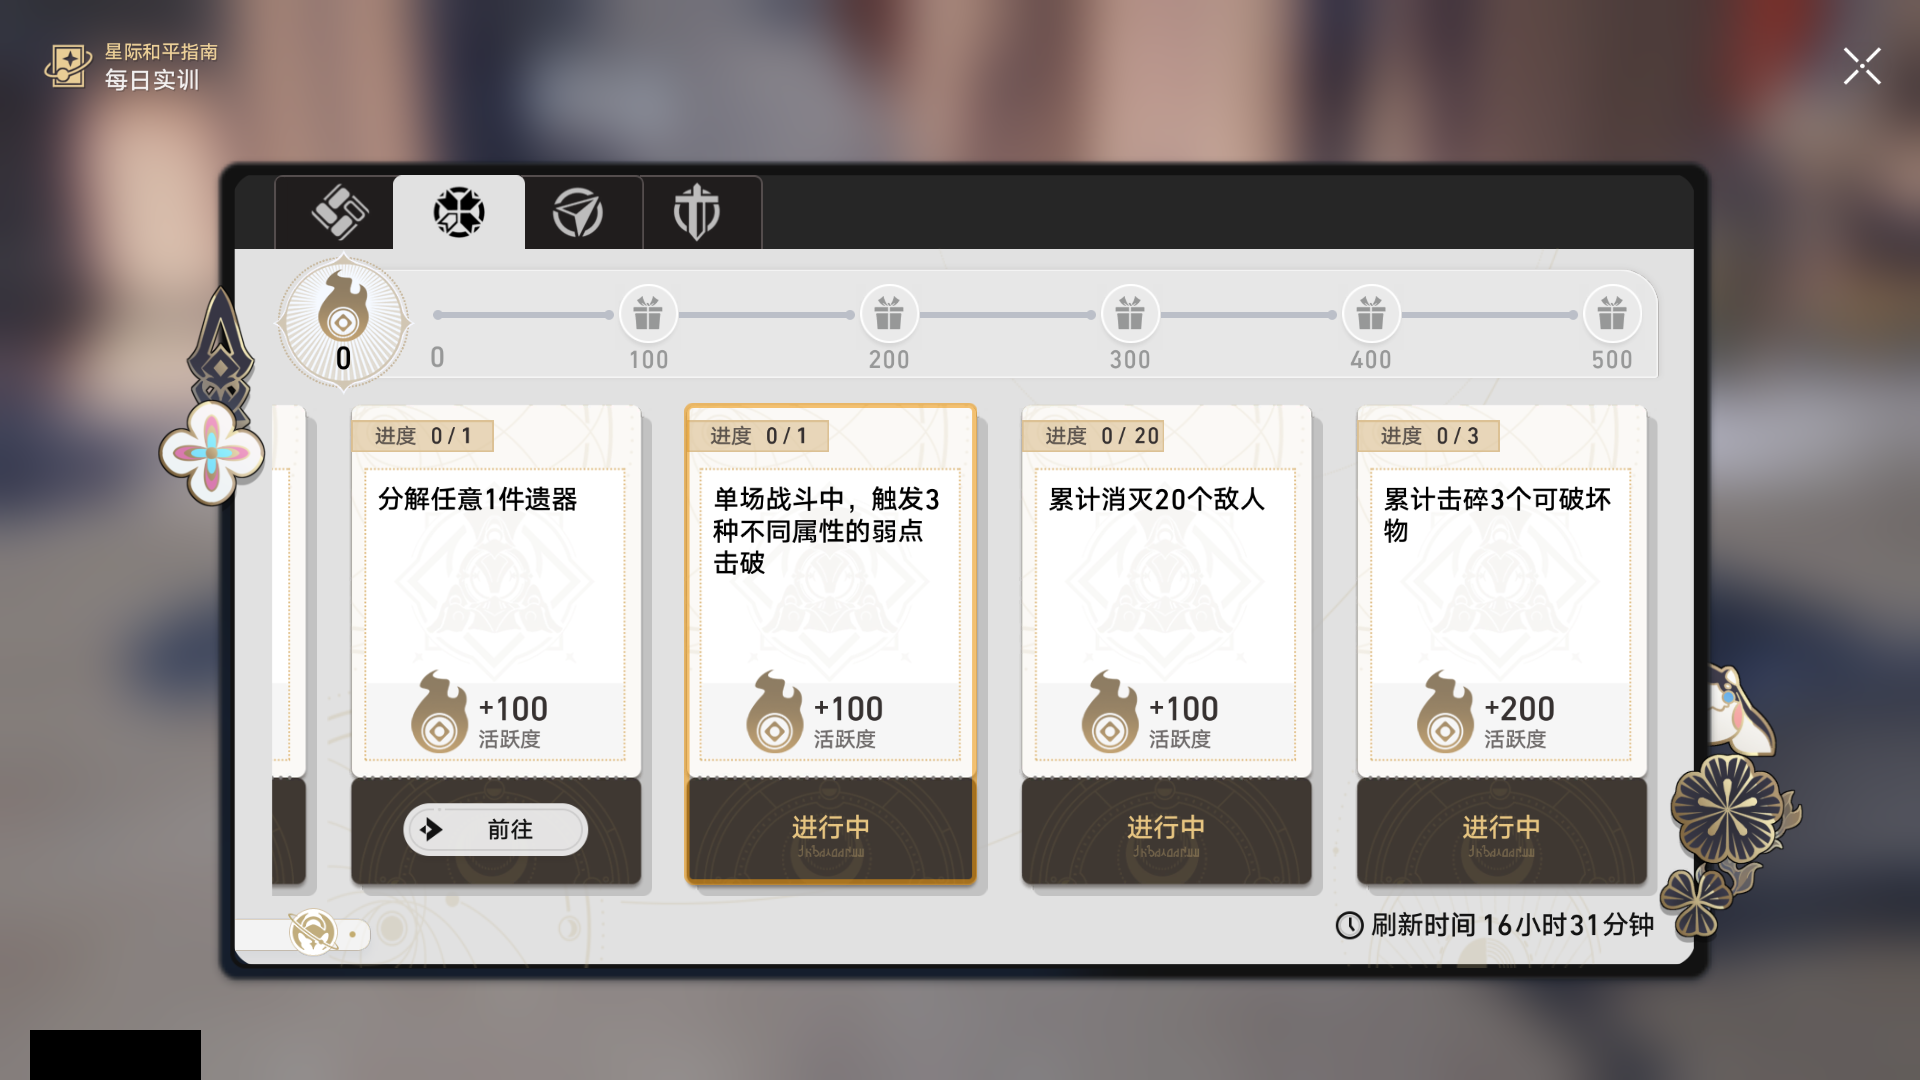 星际和平指南
每日实训
0
0
100
200
300
400
500
进度 0 / 1
分解任意1件遗器
+100
活跃度
前往
进度 0 / 1
单场战斗中，触发3
种不同属性的弱点
击破
+100
活跃度
进行中
进度 0 / 20
累计消灭20个敌人
+100
活跃度
进行中
进度 0 / 3
累计击碎3个可破坏
物
+200
活跃度
进行中
刷新时间 16小时31分钟